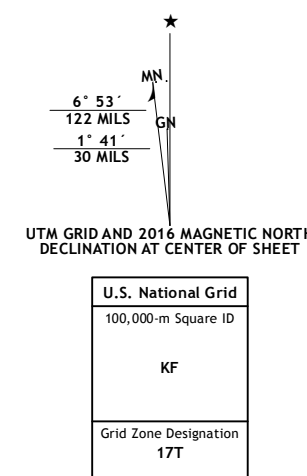 MN
6° 53´
122 MILS
GN
1° 41´
30 MILS
UTM GRID AND 2016 MAGNETIC NORTH
DECLINATION AT CENTER OF SHEET
U.S. National Grid
100,000-m Square ID
KF
Grid Zone Designation
17T